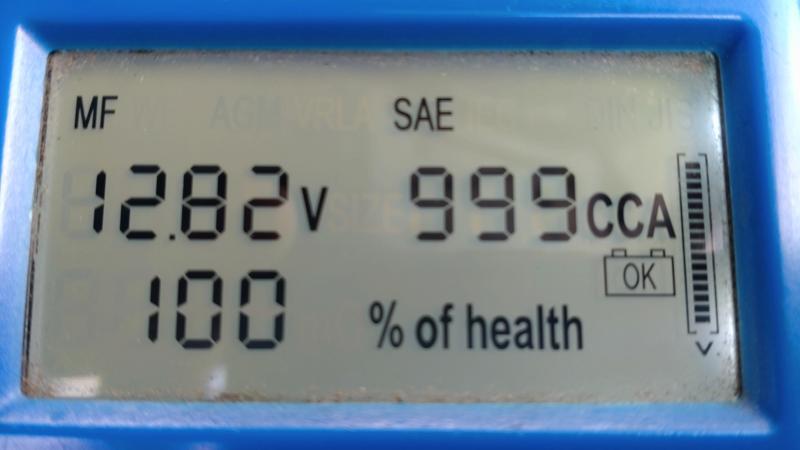 MF SAE
12.82 V 999 CCA
OK
100 % of health